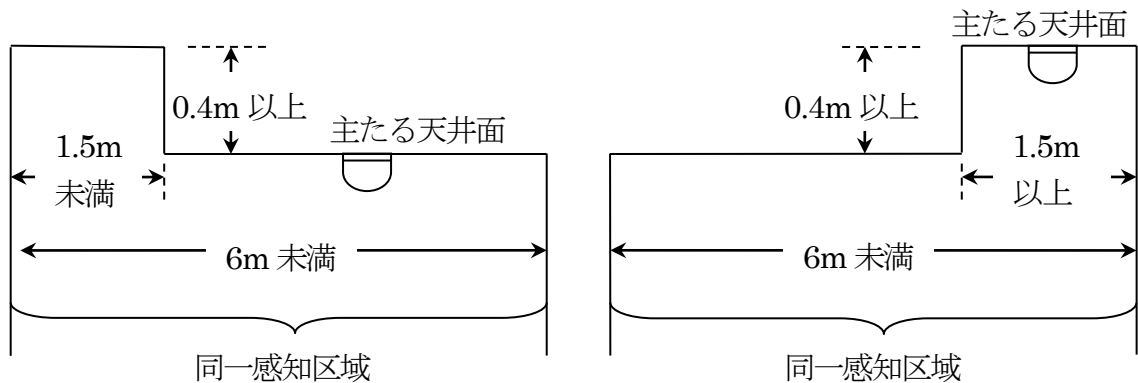 0.4m 以上
主たる天井面
1.5m
未満
6m 未満
同一感知区域
主たる天井面
0.4m 以上
1.5m
以上
6m 未満
同一感知区域